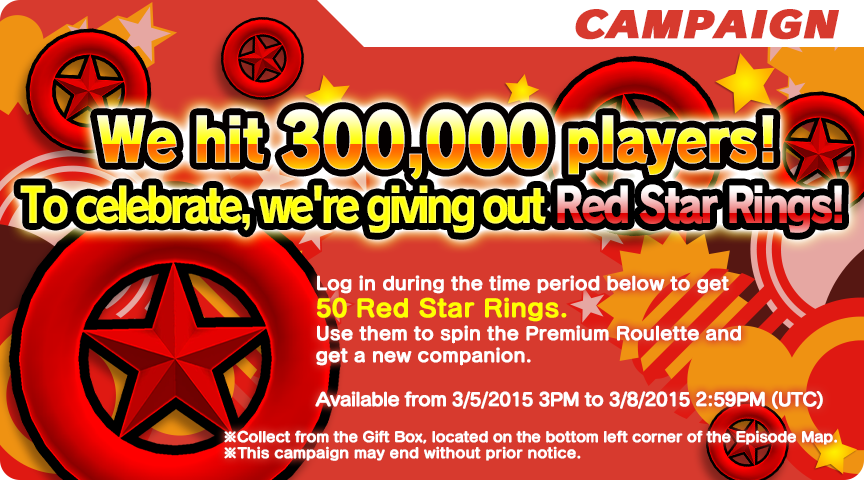 CAMPAIGN
We hit 300,000 players!
To celebrate, we're giving out Red Star Rings!
Log in during the time period below to get
50 Red Star Rings.
Use them to spin the Premium Roulette and
get a new companion.
Available from 3/5/2015 3PM to 3/8/2015 2:59PM (UTC)
※Collect from the Gift Box, located on the bottom left corner of the Episode Map.
※This campaign may end without prior notice.